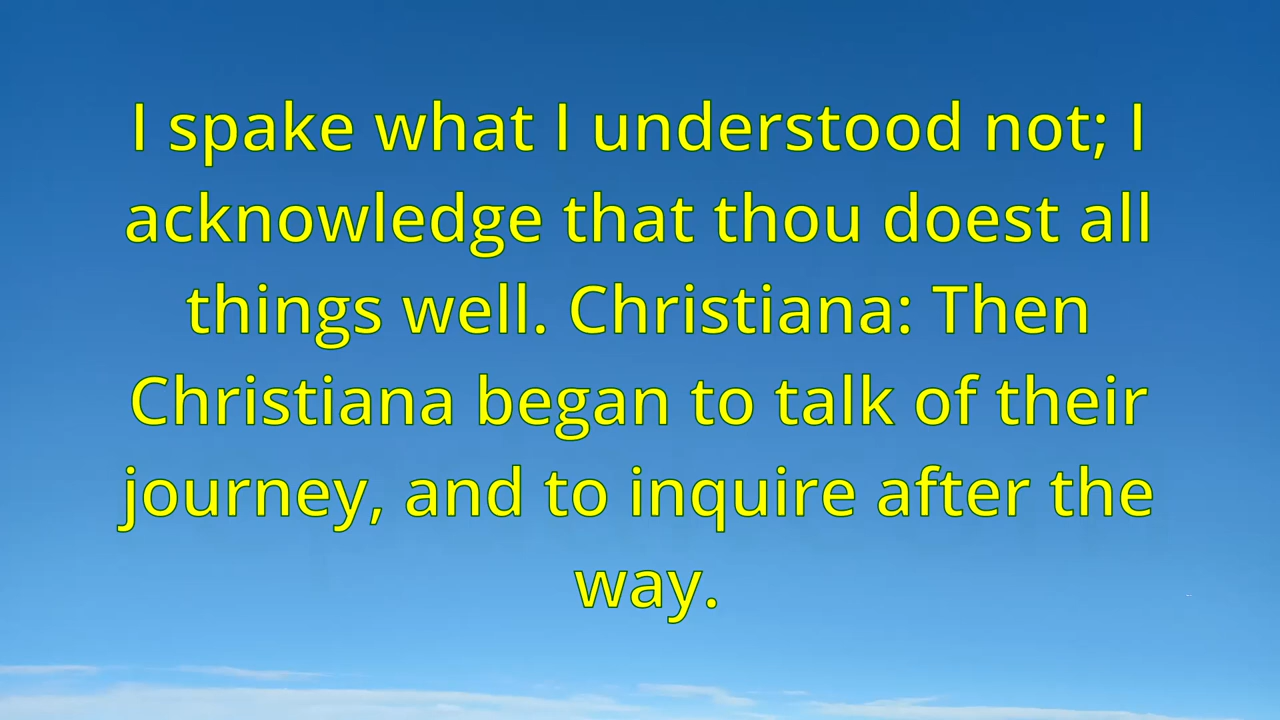 I spake what I understood not; I
acknowledge that thou doest all
things well. Christiana: Then
Christiana began to talk of their
journey, and to inquire after the
way.